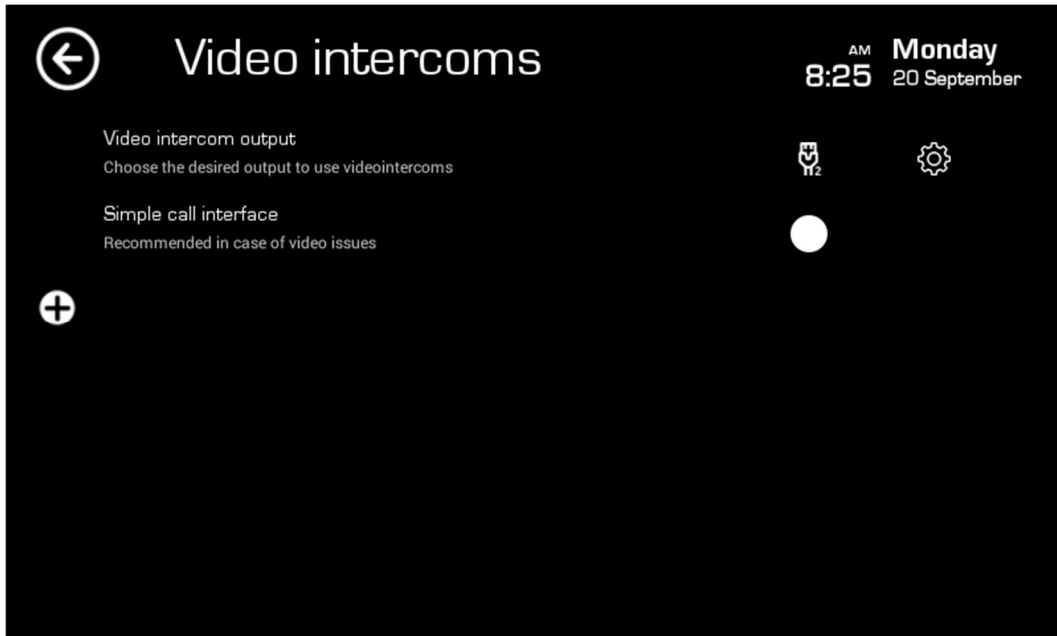 Video intercoms
AM
8:25
Monday
20 September
Video intercom output
Choose the desired output to use videointercoms
2
Simple call interface
Recommended in case of video issues